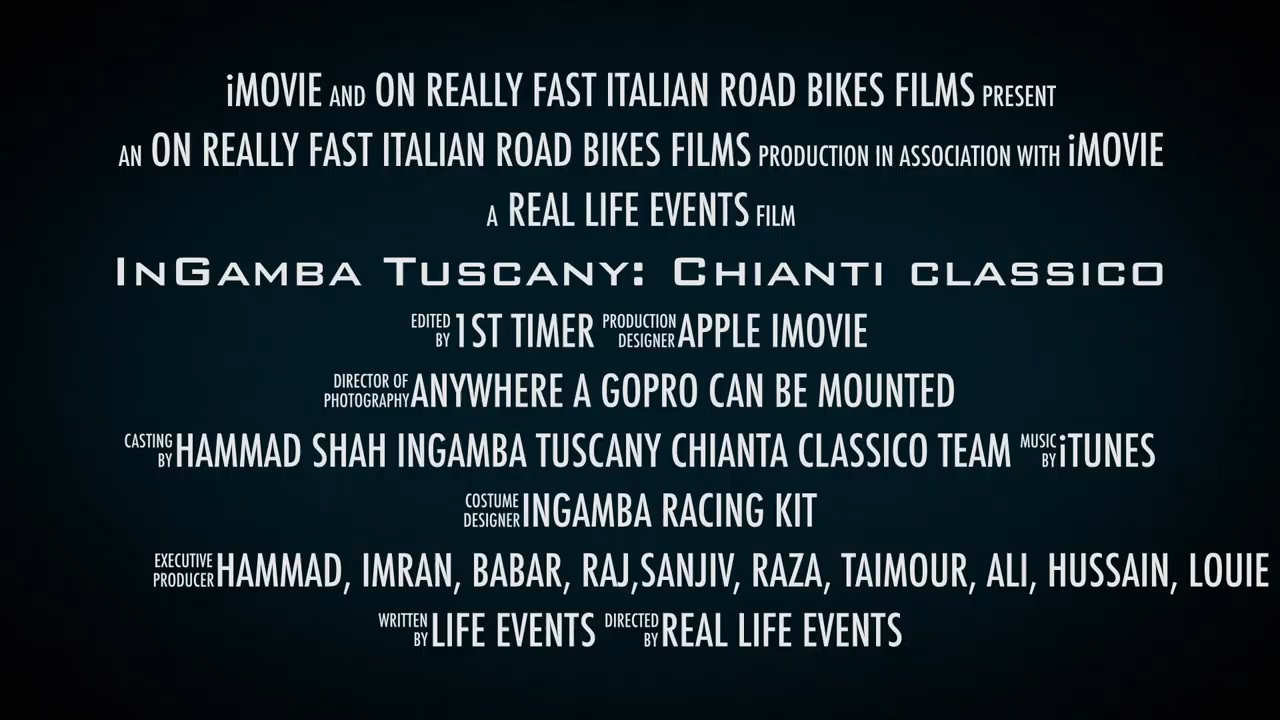 iMOVIE AND ON REALLY FAST ITALIAN ROAD BIKES FILMS PRESENT
AN ON REALLY FAST ITALIAN ROAD BIKES FILMS PRODUCTION IN ASSOCIATION WITH iMOVIE
A REAL LIFE EVENTS FILM
InGamba Tuscany: Chianti classico
EDITED BY 1ST TIMER PRODUCTION DESIGNER APPLE IMOVIE
DIRECTOR OF PHOTOGRAPHY ANYWHERE A GOPRO CAN BE MOUNTED
CASTING BY HAMMAD SHAH INGAMBA TUSCANY CHIANTA CLASSICO TEAM MUSIC BY iTUNES
COSTUME DESIGNER INGAMBA RACING KIT
EXECUTIVE PRODUCER HAMMAD, IMRAN, BABAR, RAJ,SANJIV, RAZA, TAIMOUR, ALI, HUSSAIN, LOUIE
WRITTEN BY LIFE EVENTS DIRECTED BY REAL LIFE EVENTS